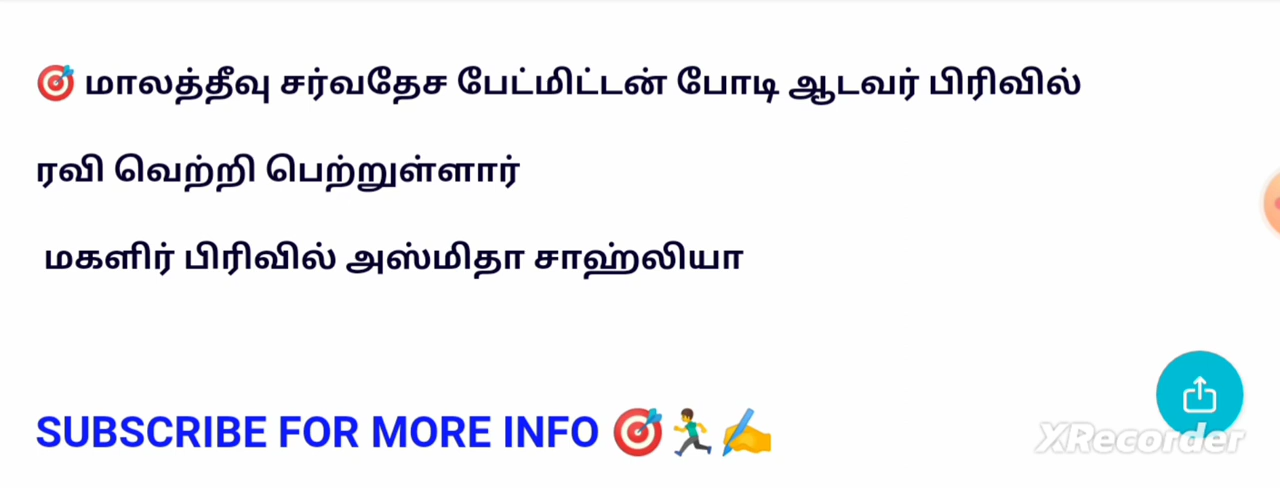 🎯 மாலத்தீவு சர்வதேச பேட்மிட்டன் போடி ஆடவர் பிரிவில்
ரவி வெற்றி பெற்றுள்ளார்
மகளிர் பிரிவில் அஸ்மிதா சாஹ்லியா
SUBSCRIBE FOR MORE INFO 🎯🏃‍♂️✍️
XRecorder